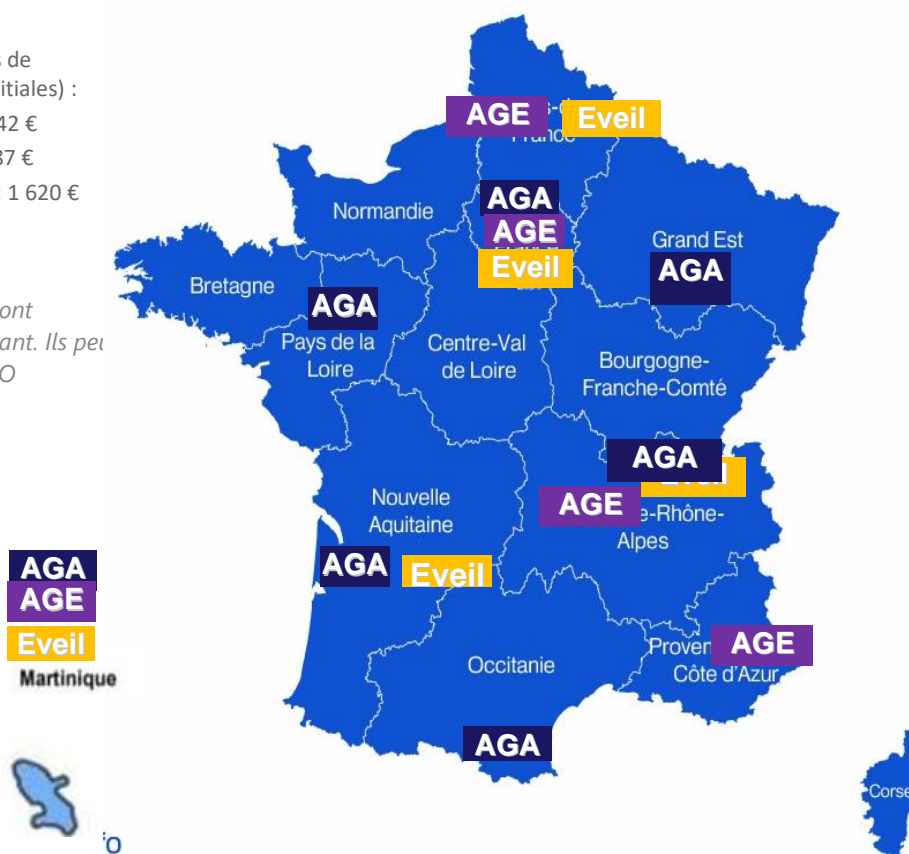 s de
itiales) :
42 €
37 €
: 1 620 €
ont
ant. Ils peu
O
AGE
Eveil
s-d
France
Normandie
AGA
AGE
Eveil
Grand Est
AGA
Bretagne
AGA
Pays de la
Loire
Centre-Val
de Loire
Bourgogne-
Franche-Comté
AGA
Eveil
AGE
e-Rhône-
Alpes
Nouvelle
Aquitaine
AGA
Eveil
AGA
AGE
Eveil
Martinique
Occitanie
AGE
Proven
Côte d'Azur
AGA
Corse
O